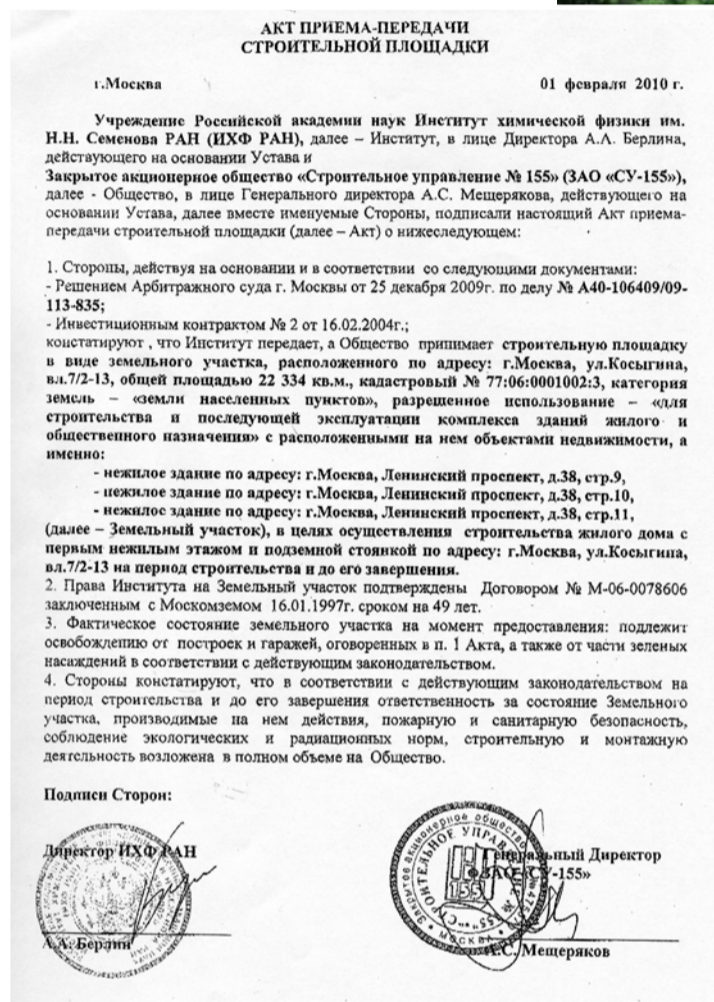 АКТ ПРИЕМА-ПЕРЕДАЧИ
СТРОИТЕЛЬНОЙ ПЛОЩАДКИ
г.Москва 01 февраля 2010 г.
Учреждение Российской академии наук Институт химической физики им.
Н.Н. Семенова РАН (ИХФ РАН), далее – Институт, в лице Директора А.Л. Берлина,
действующего на основании Устава и
Закрытое акционерное общество «Строительное управление № 155» (ЗАО «СУ-155»),
далее - Общество, в лице Генерального директора А.С. Мещерякова, действующего на
основании Устава, далее вместе именуемые Стороны, подписали настоящий Акт приема-
передачи строительной площадки (далее – Акт) о нижеследующем:
1. Стороны, действуя на основании и в соответствии со следующими документами:
- Решением Арбитражного суда г. Москвы от 25 декабря 2009г. по делу № А40-106409/09-
113-835;
- Инвестиционным контрактом № 2 от 16.02.2004г.;
констатируют , что Институт передает, а Общество принимает строительную площадку
в виде земельного участка, расположенного по адресу: г.Москва, ул.Косыгина,
вл.7/2-13, общей площадью 22 334 кв.м., кадастровый № 77:06:0001002:3, категория
земель – «земли населенных пунктов», разрешенное использование – «для
строительства и последующей эксплуатации комплекса зданий жилого и
общественного назначения» с расположенными на нем объектами недвижимости, а
именно:
- нежилое здание по адресу: г.Москва, Ленинский проспект, д.38, стр.9,
- нежилое здание по адресу: г.Москва, Ленинский проспект, д.38, стр.10,
- нежилое здание по адресу: г.Москва, Ленинский проспект, д.38, стр.11,
(далее – Земельный участок), в целях осуществления строительства жилого дома с
первым нежилым этажом и подземной стоянкой по адресу: г.Москва, ул.Косыгина,
вл.7/2-13 на период строительства и до его завершения.
2. Права Института на Земельный участок подтверждены Договором № М-06-0078606
заключенным с Москомземом 16.01.1997г. сроком на 49 лет.
3. Фактическое состояние земельного участка на момент предоставления: подлежит
освобождению от построек и гаражей, оговоренных в п. 1 Акта, а также от части зеленых
насаждений в соответствии с действующим законодательством.
4. Стороны констатируют, что в соответствии с действующим законодательством на
период строительства и до его завершения ответственность за состояние Земельного
участка, производимые на нем действия, пожарную и санитарную безопасность,
соблюдение экологических и радиационных норм, строительную и монтажную
деятельность возложена в полном объеме на Общество.
Подписи Сторон:
Директор ИХФ РАН
Генеральный Директор
ЗАО «СУ-155»
Закрытое акционерное общество
СТРОИТЕЛЬНОЕ УПРАВЛЕНИЕ №
155
МОСКВА
А.А. Берлин
А.С. Мещеряков